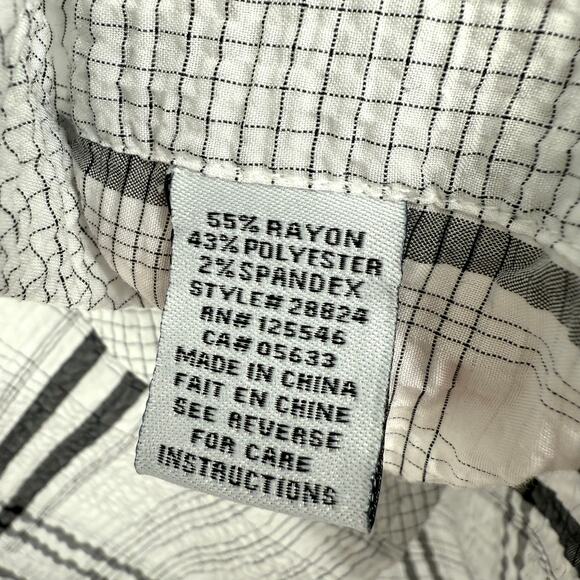 55% RAYON
43% POLYESTER
2% SPANDEX
STYLE# 28824
RN# 125546
CA# 05633
MADE IN CHINA
FAIT EN CHINE
SEE REVERSE
FOR CARE
INSTRUCTIONS